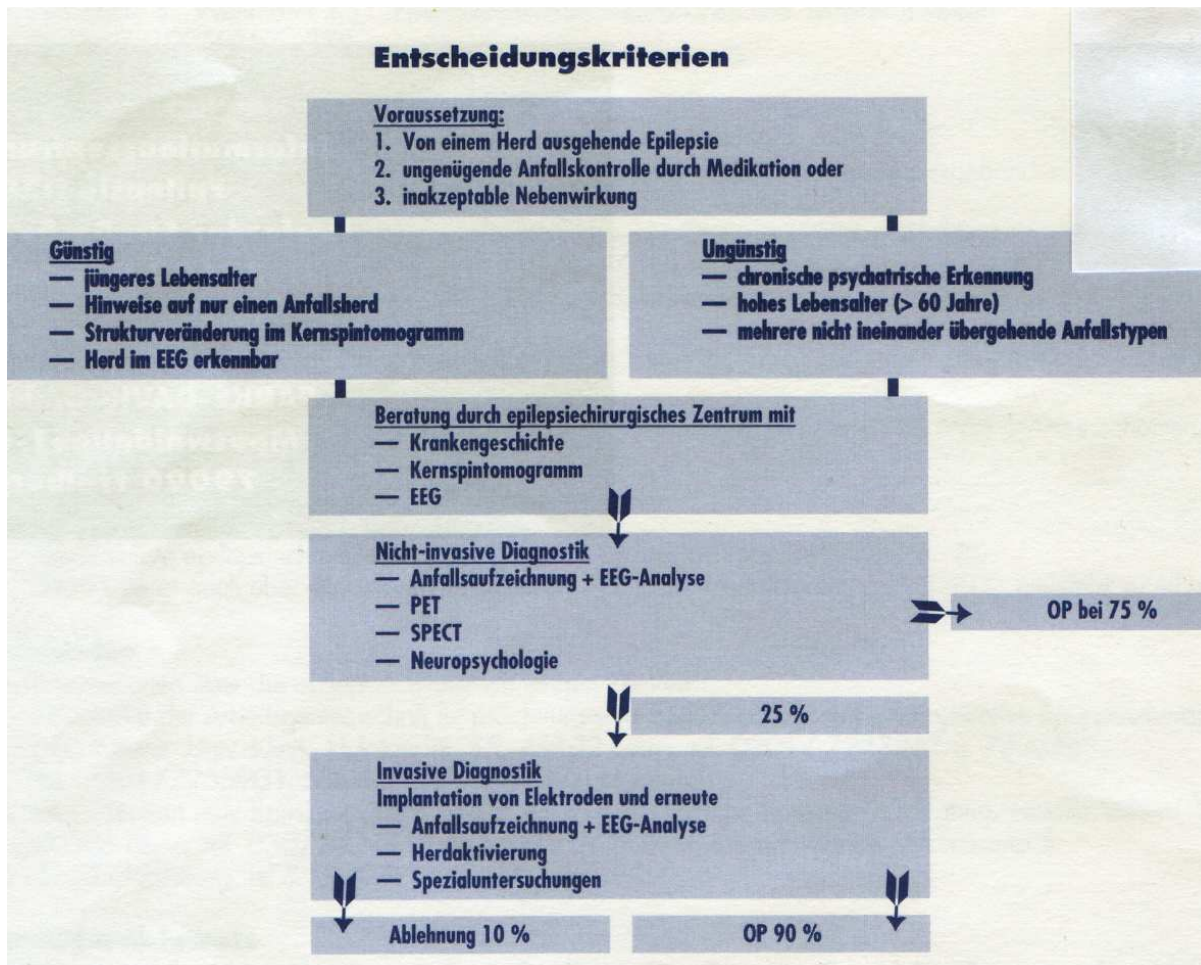 Entscheidungskriterien
Voraussetzung:
1. Von einem Herd ausgehende Epilepsie
2. ungenügende Anfallskontrolle durch Medikation oder
3. inakzeptable Nebenwirkung
Günstig
— jüngeres Lebensalter
— Hinweise auf nur einen Anfallsherd
— Strukturveränderung im Kernspintomogramm
— Herd im EEG erkennbar
Ungünstig
— chronische psychatrische Erkennung
— hohes Lebensalter (> 60 Jahre)
— mehrere nicht ineinander übergehende Anfallstypen
Beratung durch epilepsiechirurgisches Zentrum mit
— Krankengeschichte
— Kernspintomogramm
— EEG
Nicht-invasive Diagnostik
— Anfallsaufzeichnung + EEG-Analyse
— PET
— SPECT
— Neuropsychologie
OP bei 75 %
25 %
Invasive Diagnostik
Implantation von Elektroden und erneute
— Anfallsaufzeichnung + EEG-Analyse
— Herdaktivierung
— Spezialuntersuchungen
Ablehnung 10 %
OP 90 %